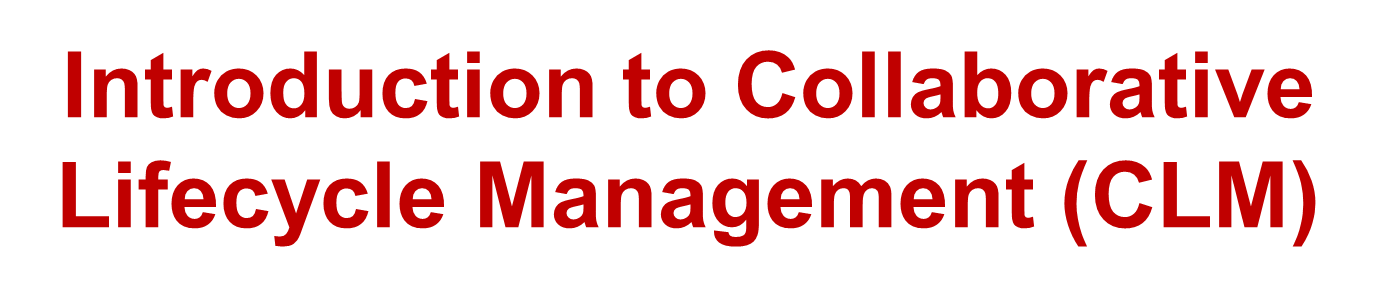 Introduction to Collaborative
Lifecycle Management (CLM)